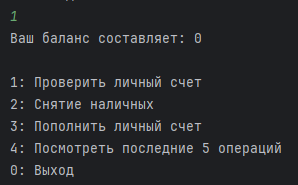 1
Ваш баланс составляет: 0
1: Проверить личный счет
2: Снятие наличных
3: Пополнить личный счет
4: Посмотреть последние 5 операций
0: Выход